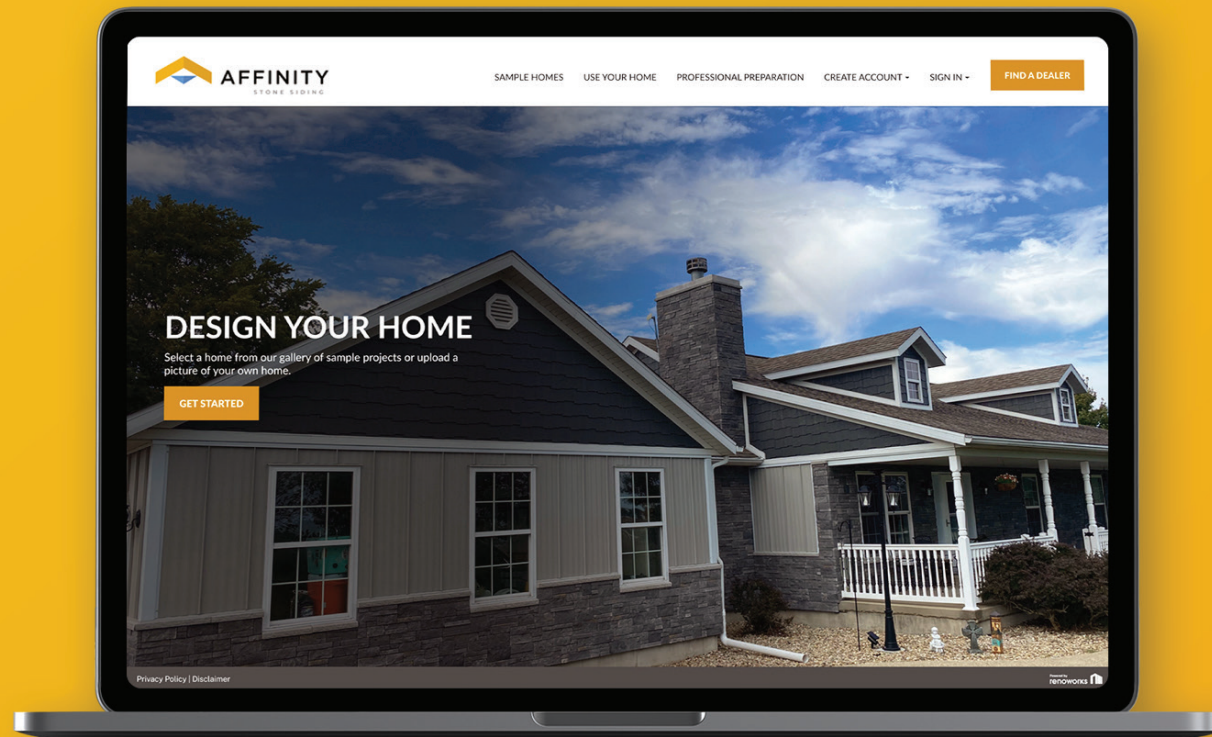 AFFINITY
STONE SIDING
SAMPLE HOMES
USE YOUR HOME
PROFESSIONAL PREPARATION
CREATE ACCOUNT
SIGN IN
FIND A DEALER
DESIGN YOUR HOME
Select a home from our gallery of sample projects or upload a
picture of your own home.
GET STARTED
Privacy Policy | Disclaimer
Powered by
renoworks